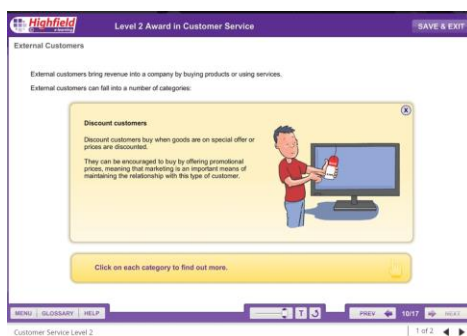 Highfield
e-learning
Level 2 Award in Customer Service
SAVE & EXIT
External Customers
External customers bring revenue into a company by buying products or using services.
External customers can fall into a number of categories:
X
Discount customers
Discount customers buy when goods are on special offer or
prices are discounted.
They can be encouraged to buy by offering promotional
prices, meaning that marketing is an important means of
maintaining the relationship with this type of customer.
Click on each category to find out more.
MENU GLOSSARY HELP
T
PREV 10/17 NEXT
Customer Service Level 2
1 of 2